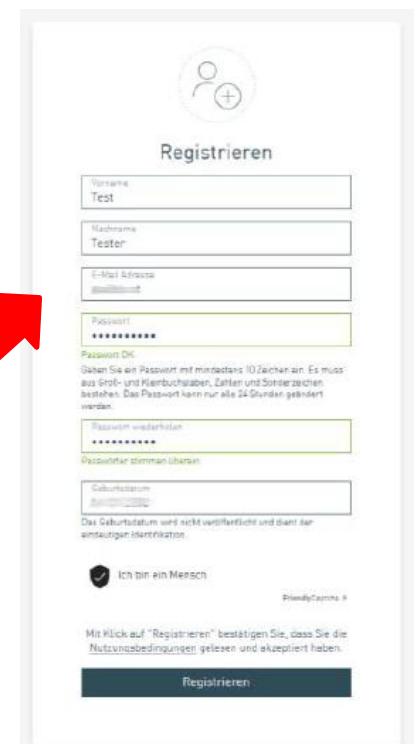 Registrieren
Vorname
Test
Nachname
Tester
E-Mail Adresse
Passwort
••••••••••
Passwort OK
Geben Sie ein Passwort mit mindestens 10 Zeichen ein. Es muss
aus Groß- und Kleinbuchstaben, Zahlen und Sonderzeichen
bestehen. Das Passwort kann nur alle 24 Stunden geändert
werden.
Passwort wiederholen
••••••••••
Passwörter stimmen überein
Geburtsdatum
Das Geburtsdatum wird nicht veröffentlicht und dient der
eindeutigen Identifikation.
Ich bin ein Mensch
FriendlyCaptcha
Mit Klick auf "Registrieren" bestätigen Sie, dass Sie die
Nutzungsbedingungen gelesen und akzeptiert haben.
Registrieren